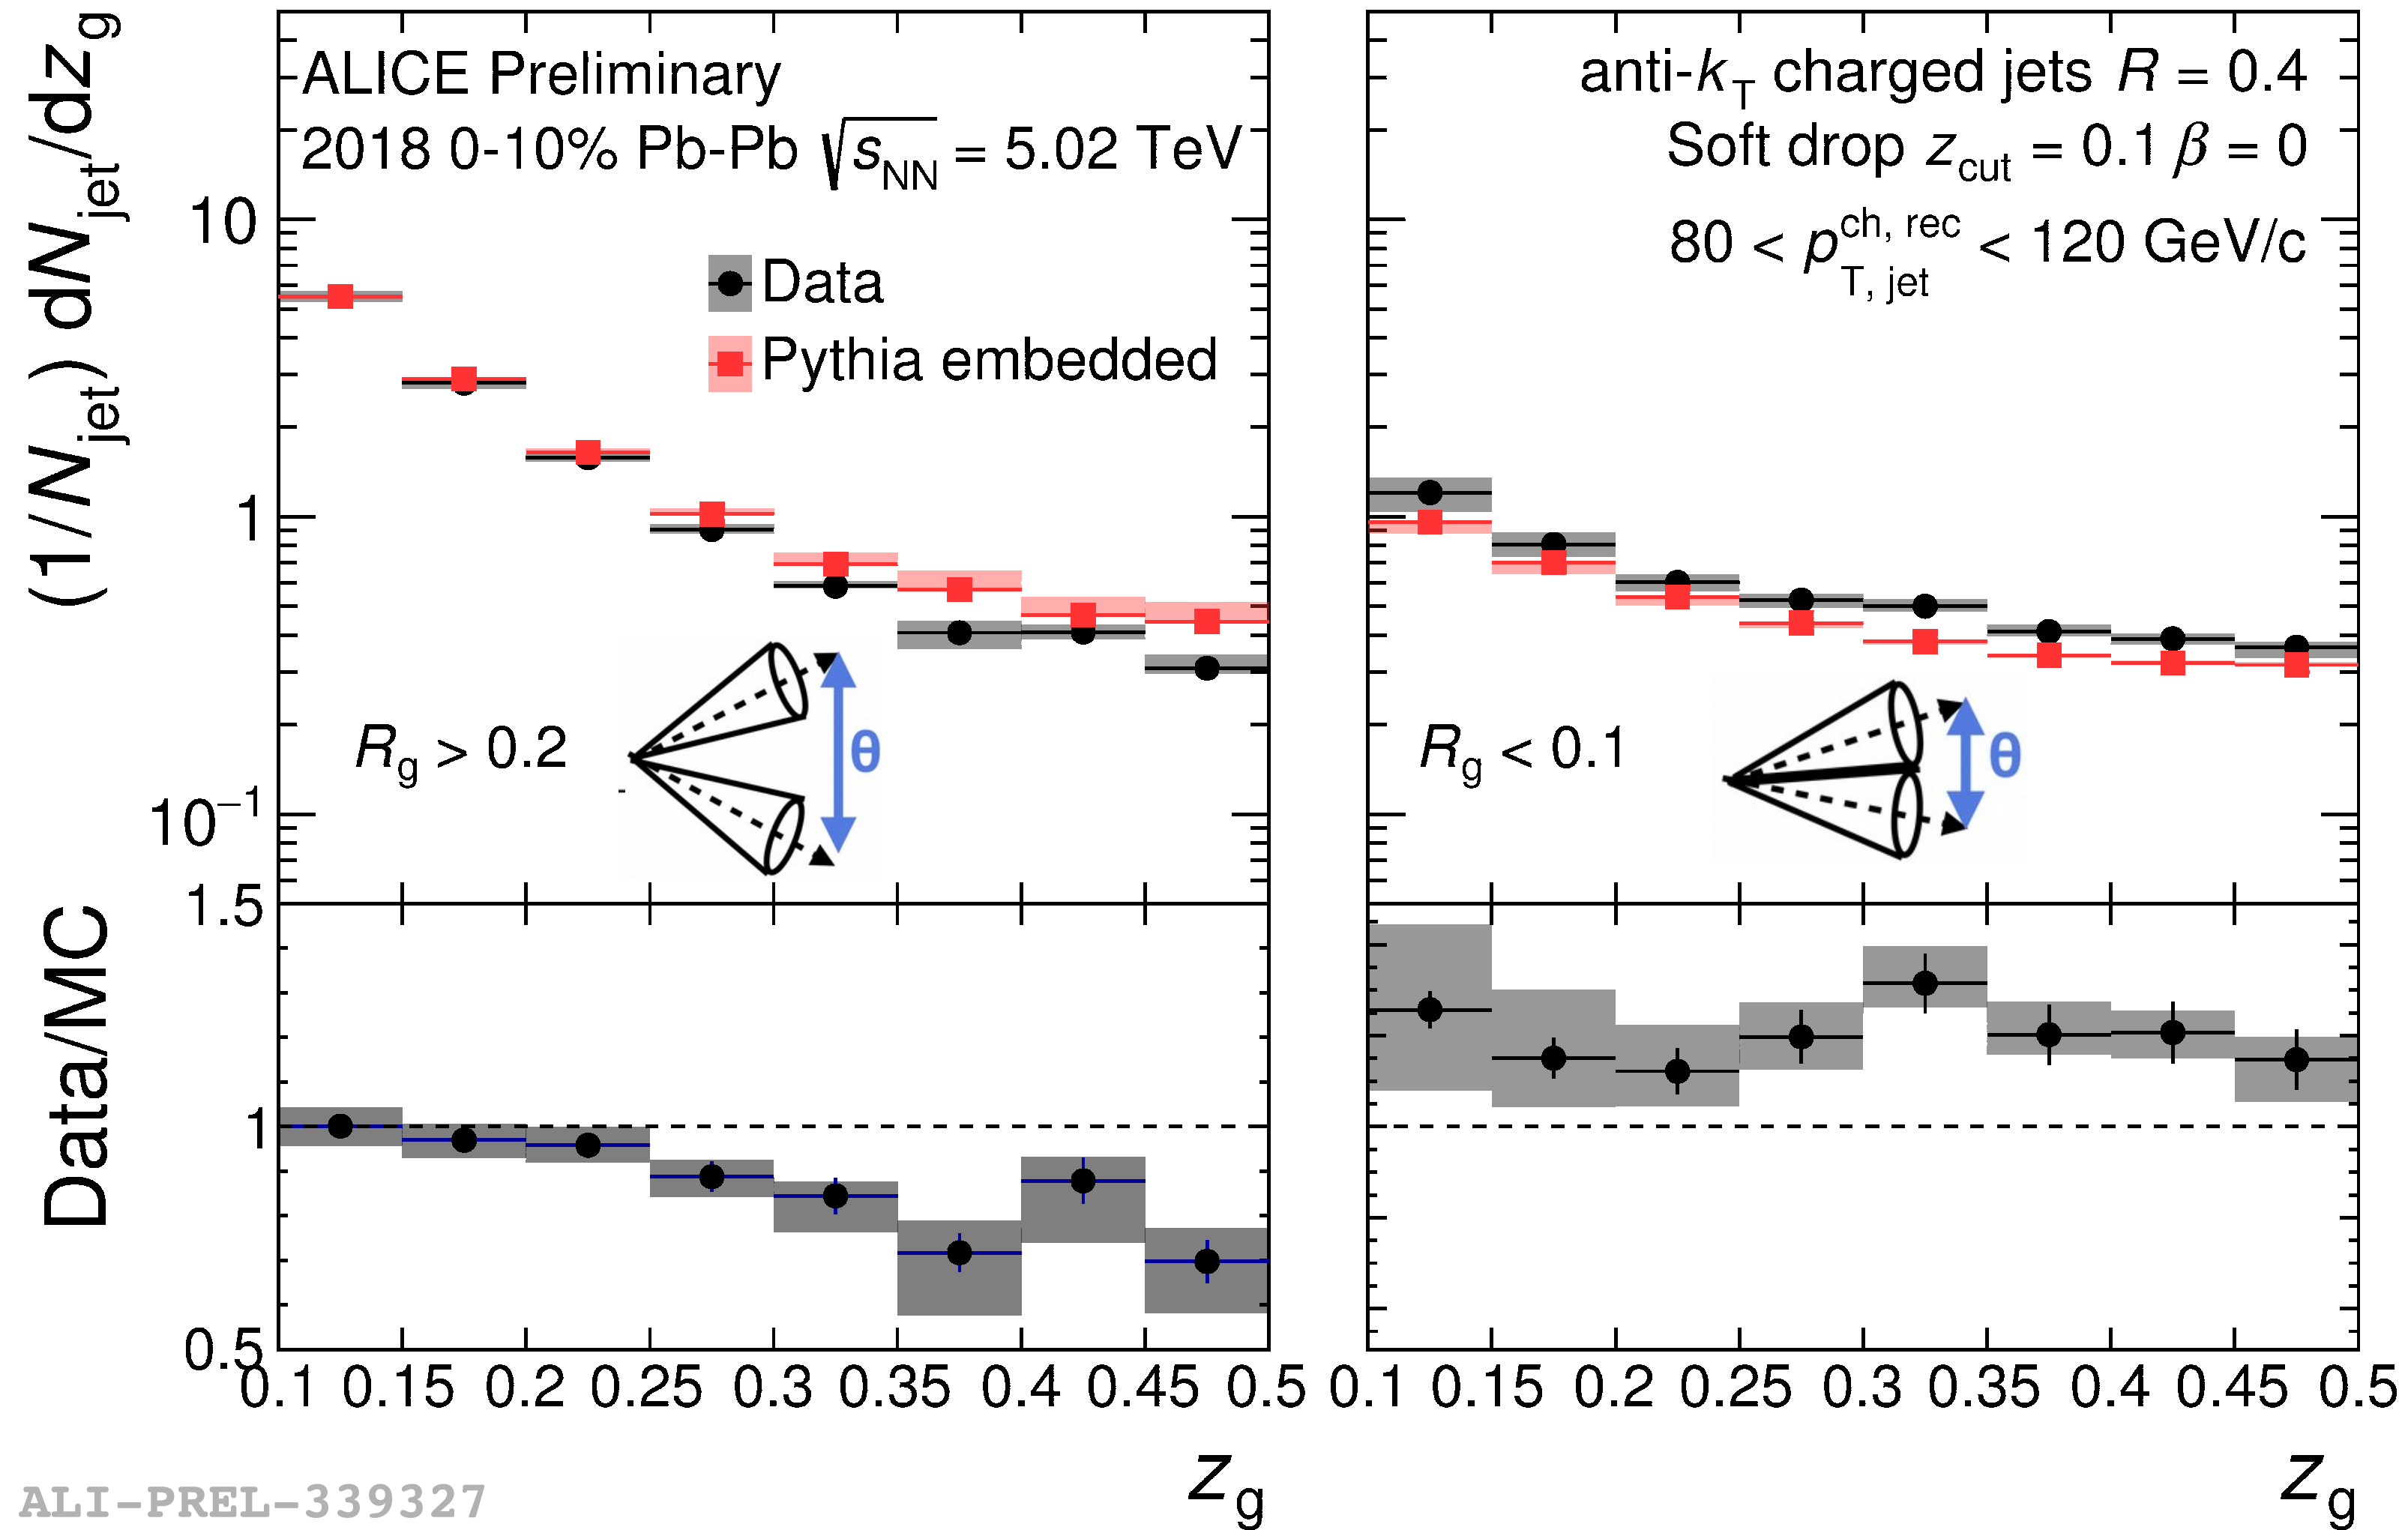 (1/Njet) dNjet/dzg
ALICE Preliminary
2018 0-10% Pb-Pb √sNN = 5.02 TeV
Data
Pythia embedded
10
1
10−1
Rg > 0.2
θ
anti-kT charged jets R = 0.4
Soft drop zcut = 0.1 β = 0
80 < pT, jet ch, rec < 120 GeV/c
Rg < 0.1
θ
Data/MC
1.5
1
0.5
0.1 0.15 0.2 0.25 0.3 0.35 0.4 0.45 0.5
zg
0.1 0.15 0.2 0.25 0.3 0.35 0.4 0.45 0.5
zg
ALI-PREL-339327